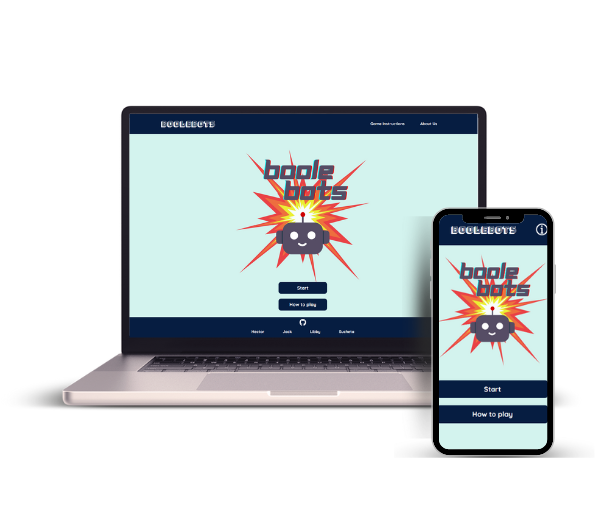 BOOLEBOTS
Game Instructions
About Us
boole
bots
Start
How to play
Hector
Jack
Libby
Sushma
BOOLEBOTS
boole
bots
Start
How to play